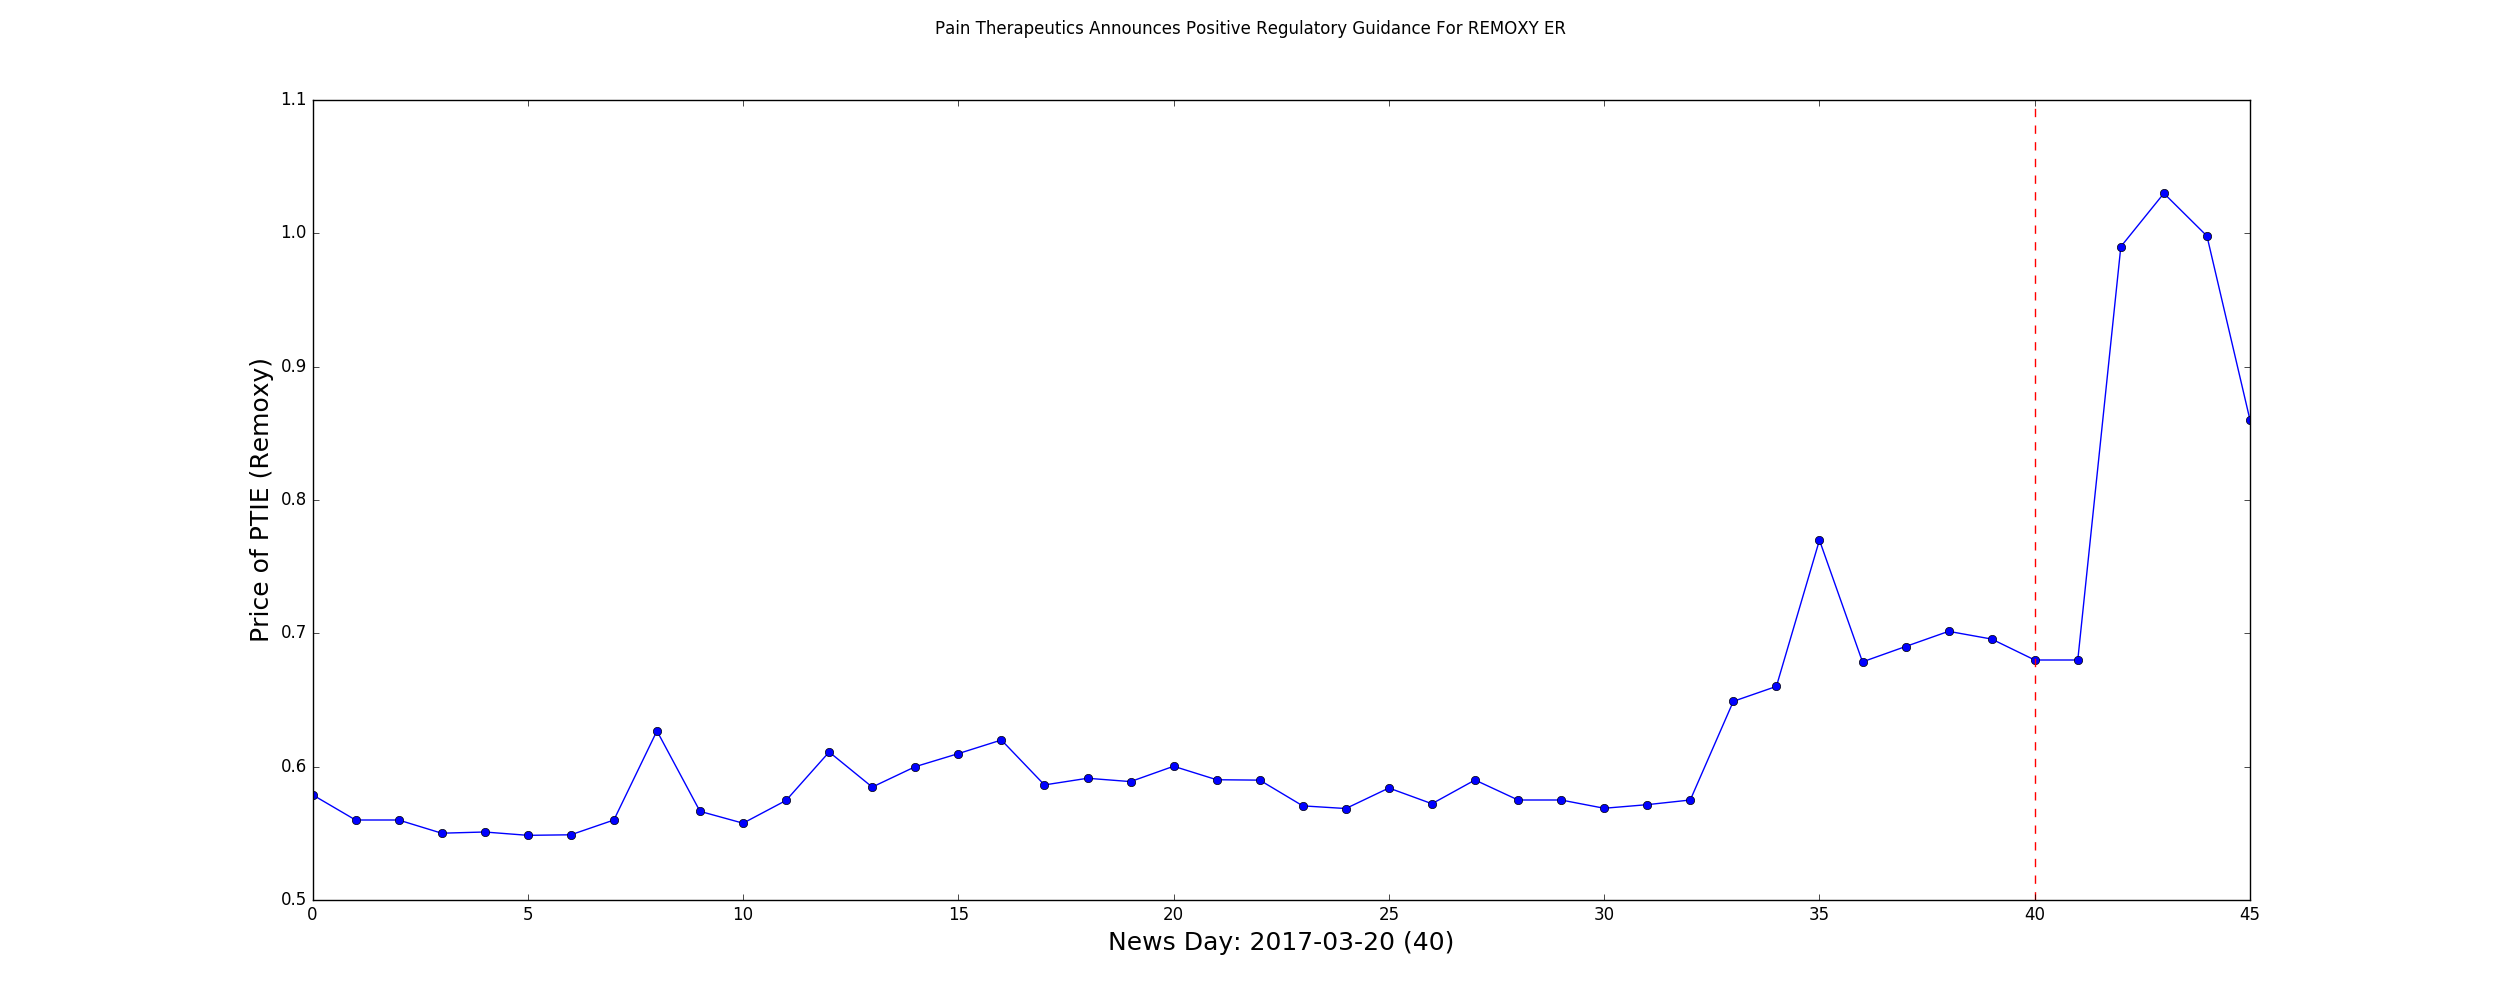 Pain Therapeutics Announces Positive Regulatory Guidance For REMOXY ER
1.1
1.0
0.9
0.8
0.7
0.6
0.5
Price of PTIE (Remoxy)
0 5 10 15 20 25 30 35 40 45
News Day: 2017-03-20 (40)